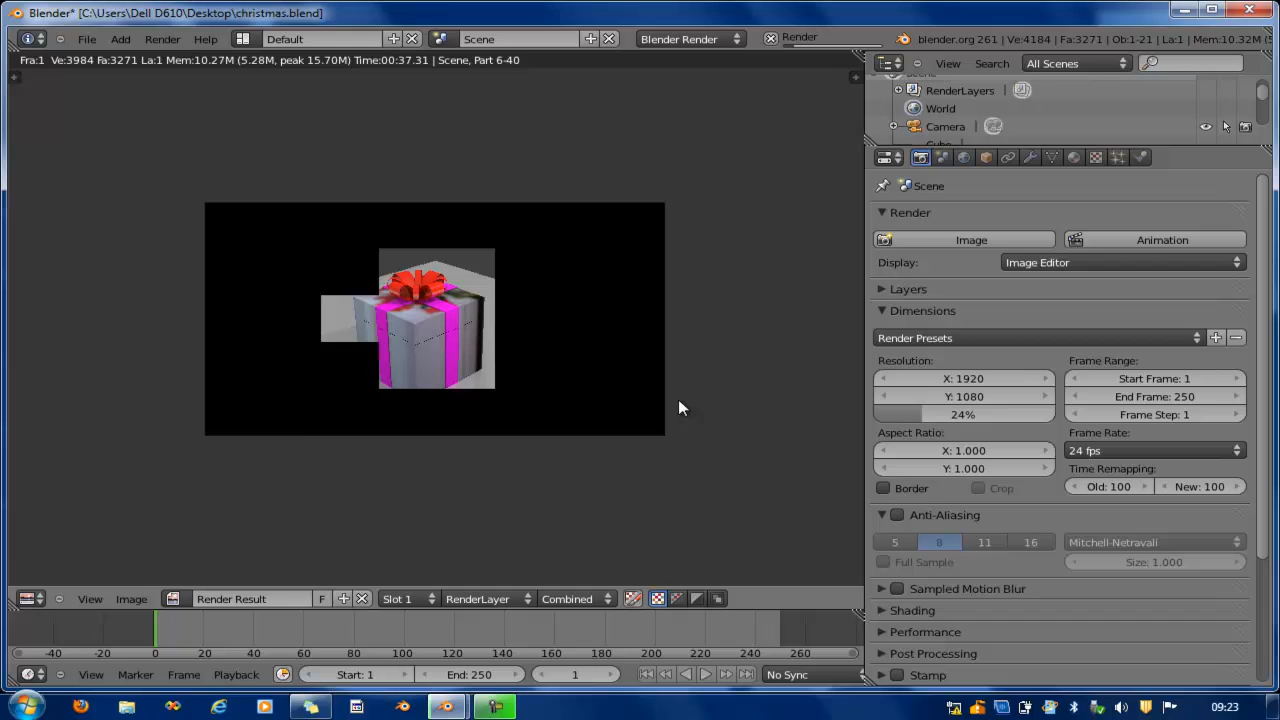 Blender* [C:\Users\Dell D610\Desktop\christmas.blend]
File Add Render Help Default Scene Blender Render Render blender.org 261 | Ve:4184 | Fa:3271 | Ob:1-21 | La:1 | Mem:10.32M
Fra:1 Ve:3984 Fa:3271 La:1 Mem:10.27M (5.28M, peak 15.70M) Time:00:37.31 | Scene, Part 6-40
View Search All Scenes
RenderLayers
World
Camera
Scene
Render
Image Animation
Display: Image Editor
Layers
Dimensions
Render Presets
Resolution: Frame Range:
X: 1920 Start Frame: 1
Y: 1080 End Frame: 250
24% Frame Step: 1
Aspect Ratio: Frame Rate:
X: 1.000 24 fps
Y: 1.000 Time Remapping:
Border Crop Old: 100 New: 100
Anti-Aliasing
5 8 11 16 Mitchell-Netravali
Full Sample Size: 1.000
Sampled Motion Blur
Shading
Performance
Post Processing
Stamp
View Image Render Result F Slot 1 RenderLayer Combined
-40 -20 0 20 40 60 80 100 120 140 160 180 200 220 240 260
View Marker Frame Playback Start: 1 End: 250 1 No Sync
09:23